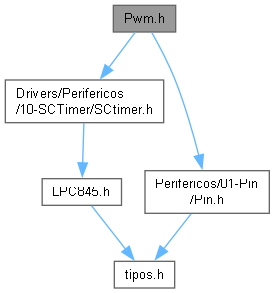 Pwm.h
Drivers/Perifericos
/10-SCTimer/SCtimer.h
LPC845.h
Perifericos/01-Pin
/Pin.h
tipos.h